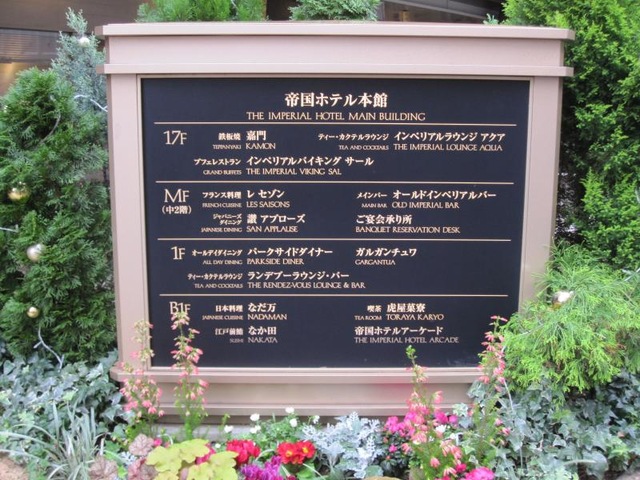 帝国ホテル本館
THE IMPERIAL HOTEL MAIN BUILDING
17F 鉄板焼 嘉門 ティー・カクテルラウンジ インペリアルラウンジ アクア
TEPPANYAKI KAMON TEA AND COCKTAILS THE IMPERIAL LOUNGE AQUA
ブフェレストラン インペリアルバイキング サール
GRAND BUFFETS THE IMPERIAL VIKING SAL
MF フランス料理 レ セゾン メインバー オールドインペリアルバー
(中2階) FRENCH CUISINE LES SAISONS MAIN BAR OLD IMPERIAL BAR
ジャパニーズダイニング 讃 アプローズ ご宴会承り所
JAPANESE DINING SAN APPLAUSE BANQUET RESERVATION DESK
1F オールデイダイニング パークサイドダイナー ガルガンチュワ
ALL DAY DINING PARKSIDE DINER GARGANTUA
ティー・カクテルラウンジ ランデブーラウンジ・バー
TEA AND COCKTAILS THE RENDEZ-VOUS LOUNGE & BAR
B1F 日本料理 なだ万 喫茶 虎屋菓寮
JAPANESE CUISINE NADAMAN TEA ROOM TORAYA KARYO
江戸前鮨 なか田 帝国ホテルアーケード
SUSHI NAKATA THE IMPERIAL HOTEL ARCADE